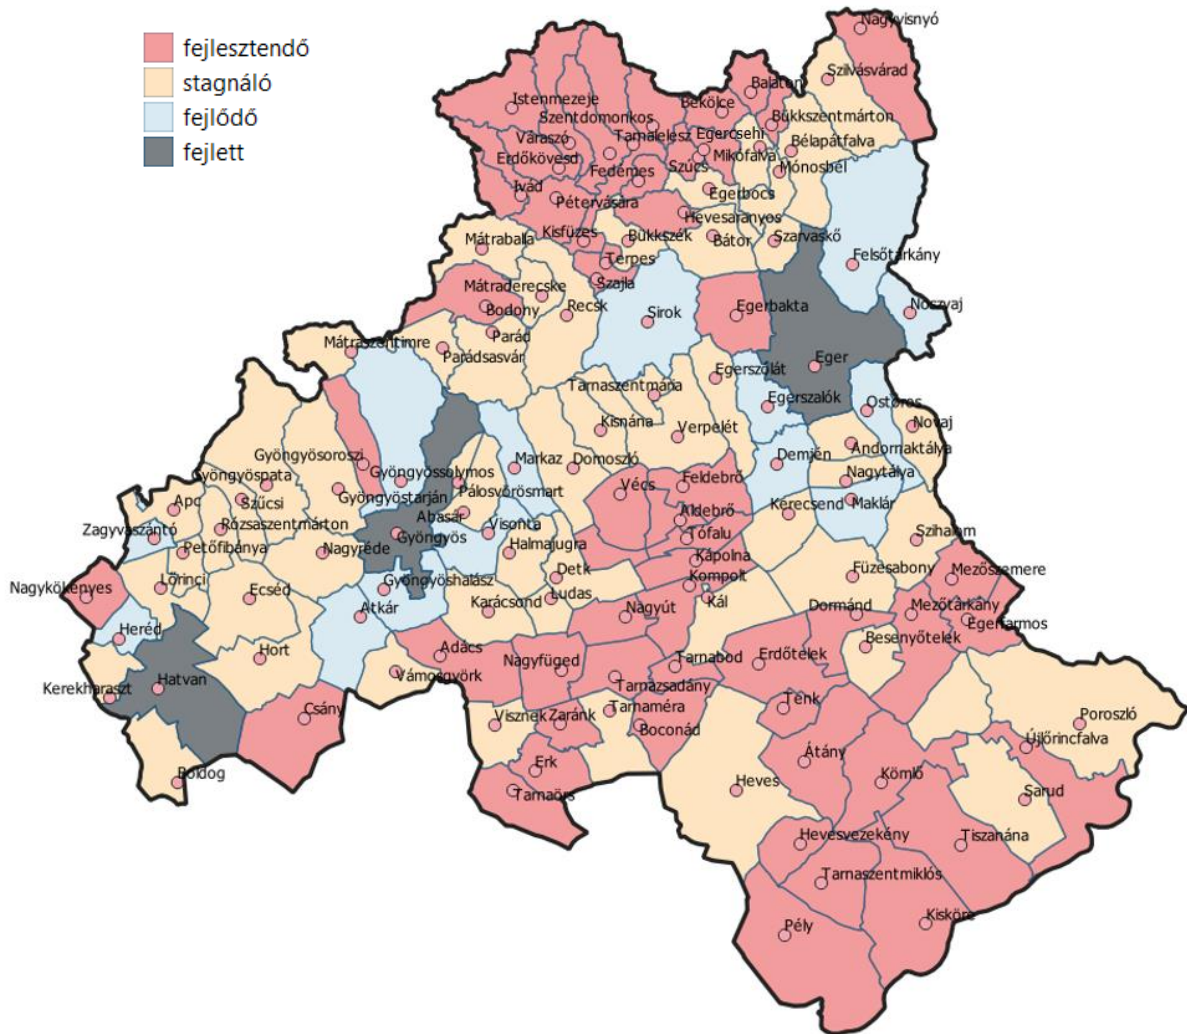 fejlesztendő
stagnáló
fejlődő
fejlett
Nagyvisnyó
Szilvásvárad
Balaton
Istenmezeje
Bekölce
Szentdomonkos
Bükkszentmárton
Váraszó
Tarnalelesz
Egercsehi
Bélapátfalva
Mikófalva
Erdőkövesd
Szúcs
Fedémes
Mónosbél
Ivád
Pétervására
Egerbocs
Hevesaranyos
Kisfüzes
Bükkszék
Bátor
Szarvaskő
Mátraballa
Terpes
Felsőtárkány
Szajla
Mátraderecske
Bodony
Recsk
Sirok
Egerbakta
Noszvaj
Parád
Mátraszentimre
Parádsasvár
Eger
Tarnaszentmária
Egerszólát
Egerszalók
Ostoros
Kisnána
Verpelét
Novaj
Andornaktálya
Gyöngyösoroszi
Markaz
Domoszló
Demjén
Gyöngyöspata
Gyöngyössolymos
Feldebrő
Nagytálya
Apc
Szűcsi
Gyöngyöstarján
Pálosvörösmart
Vécs
Kerecsend
Maklár
Abasár
Aldebrő
Zagyvaszántó
Rózsaszentmárton
Visonta
Gyöngyös
Tófalu
Szihalom
Petőfibánya
Nagyréde
Halmajugra
Kápolna
Detk
Kompolt
Füzesabony
Mezőszemere
Nagykökényes
Lőrinci
Ecséd
Gyöngyöshalász
Ludas
Kál
Atkár
Karácsond
Nagyút
Dormánd
Mezőtárkány
Egerfarmos
Heréd
Besenyőtelek
Hort
Adács
Nagyfüged
Tarnabod
Erdőtelek
Kerekharaszt
Hatvan
Vámosgyörk
Tarnazsadány
Csány
Visznek
Zaránk
Tarnaméra
Tenk
Boconád
Poroszló
Újlőrincfalva
Boldog
Erk
Átány
Tarnaörs
Heves
Kömlő
Sarud
Hevesvezekény
Tiszanána
Tarnaszentmiklós
Pély
Kisköre